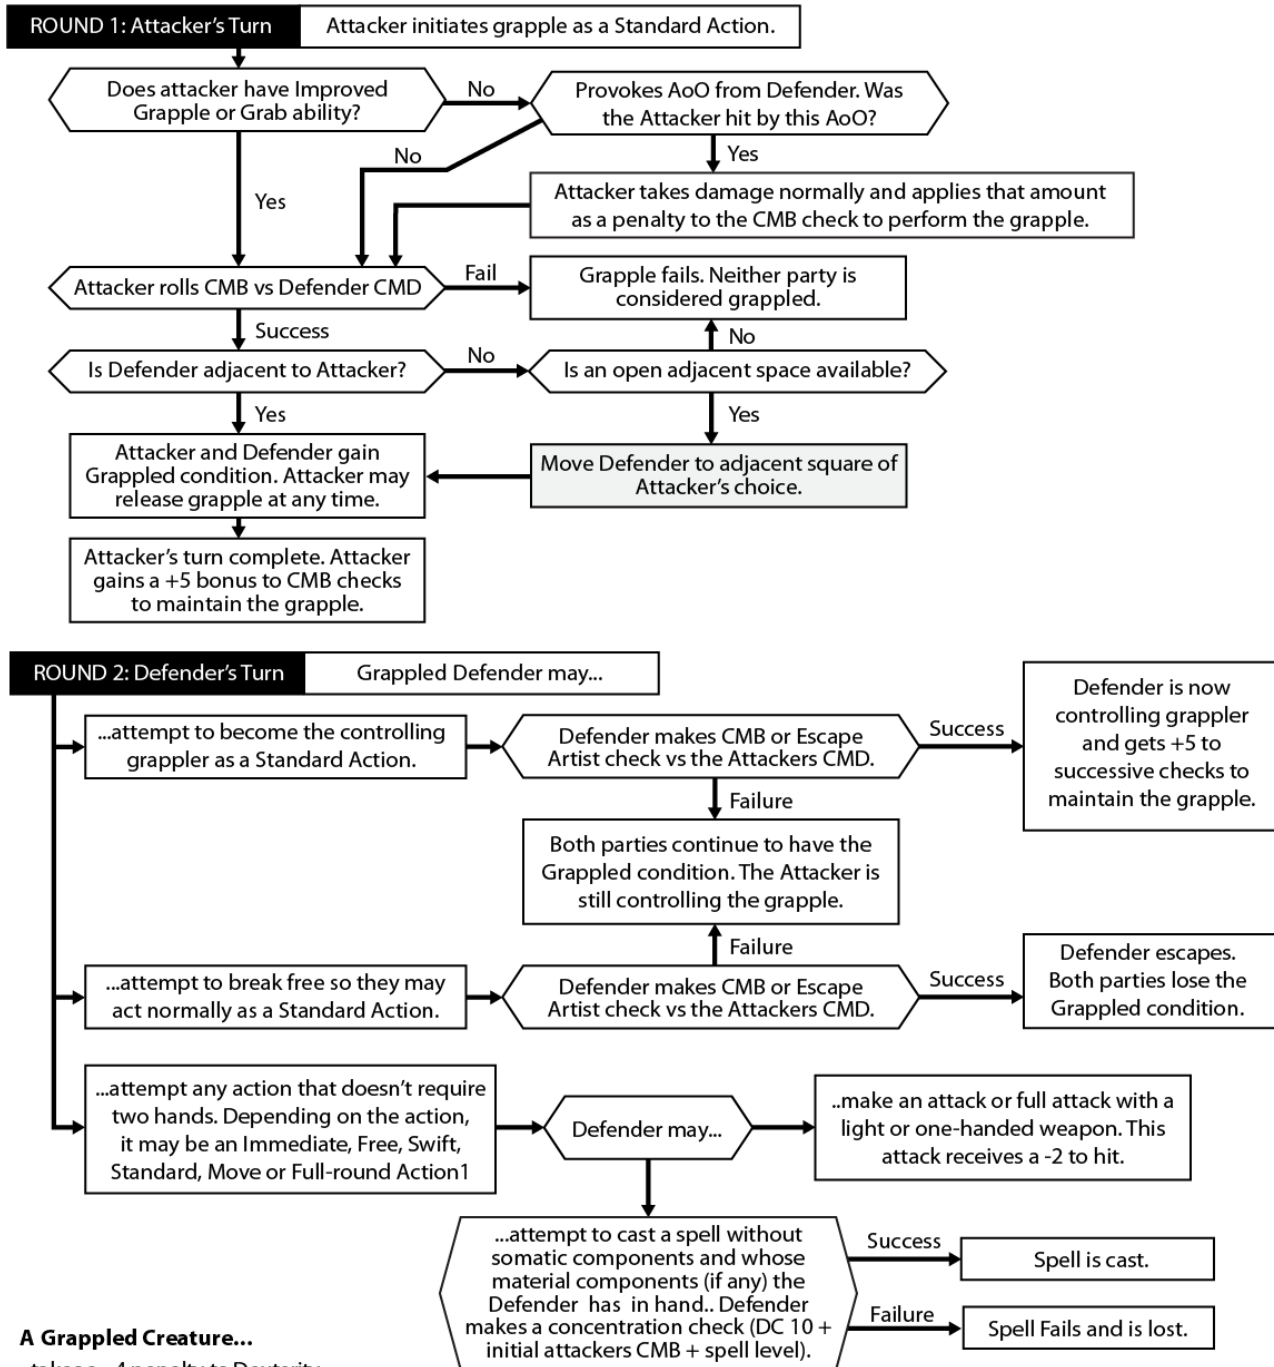 ROUND 1: Attacker's Turn
Attacker initiates grapple as a Standard Action.
Does attacker have Improved
Grapple or Grab ability?
No
Provokes AoO from Defender. Was
the Attacker hit by this AoO?
No
Yes
Yes
Attacker takes damage normally and applies that amount
as a penalty to the CMB check to perform the grapple.
Attacker rolls CMB vs Defender CMD
Fail
Grapple fails. Neither party is
considered grappled.
Success
No
Is Defender adjacent to Attacker?
No
Is an open adjacent space available?
Yes
Yes
Attacker and Defender gain
Grappled condition. Attacker may
release grapple at any time.
Move Defender to adjacent square of
Attacker's choice.
Attacker's turn complete. Attacker
gains a +5 bonus to CMB checks
to maintain the grapple.
ROUND 2: Defender's Turn
Grappled Defender may...
...attempt to become the controlling
grappler as a Standard Action.
Defender makes CMB or Escape
Artist check vs the Attackers CMD.
Success
Defender is now
controlling grappler
and gets +5 to
successive checks to
maintain the grapple.
Failure
Both parties continue to have the
Grappled condition. The Attacker is
still controlling the grapple.
Failure
...attempt to break free so they may
act normally as a Standard Action.
Defender makes CMB or Escape
Artist check vs the Attackers CMD.
Success
Defender escapes.
Both parties lose the
Grappled condition.
...attempt any action that doesn't require
two hands. Depending on the action,
it may be an Immediate, Free, Swift,
Standard, Move or Full-round Action1
Defender may...
..make an attack or full attack with a
light or one-handed weapon. This
attack receives a -2 to hit.
...attempt to cast a spell without
somatic components and whose
material components (if any) the
Defender has in hand.. Defender
makes a concentration check (DC 10 +
initial attackers CMB + spell level).
Success
Spell is cast.
Failure
Spell Fails and is lost.
A Grappled Creature...
4 penalty to Dexterity